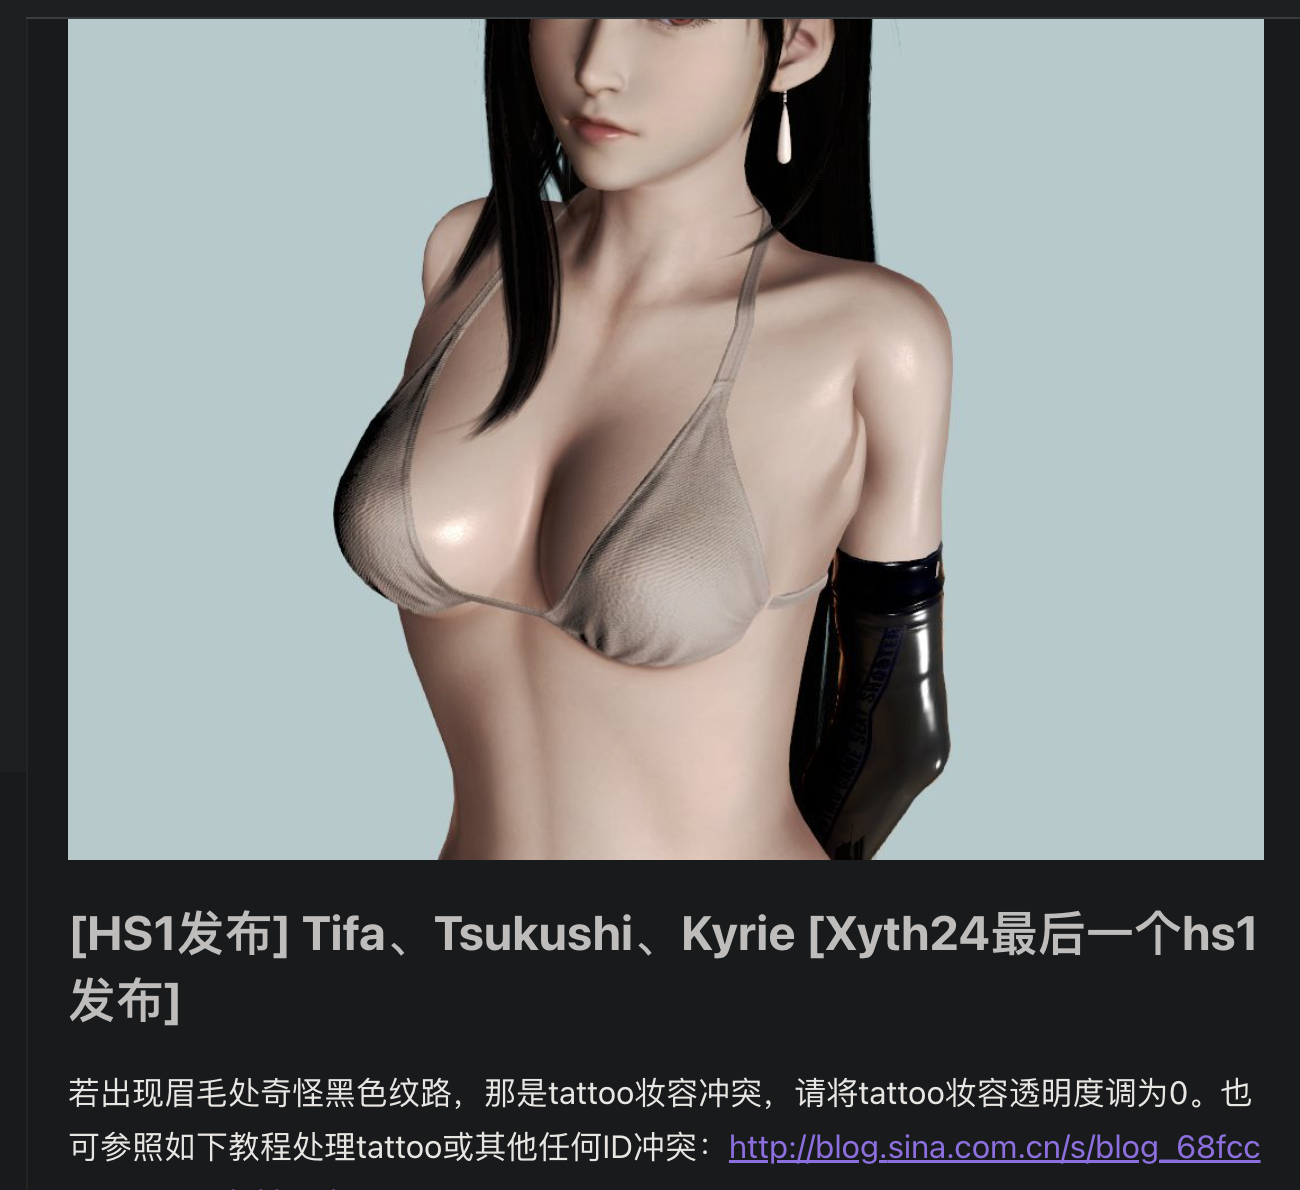 [HS1发布] Tifa、Tsukushi、Kyrie [Xyth24最后一个hs1
发布]
若出现眉毛处奇怪黑色纹路，那是tattoo妆容冲突，请将tattoo妆容透明度调为0。也
可参照如下教程处理tattoo或其他任何ID冲突：http://blog.sina.com.cn/s/blog_68fcc